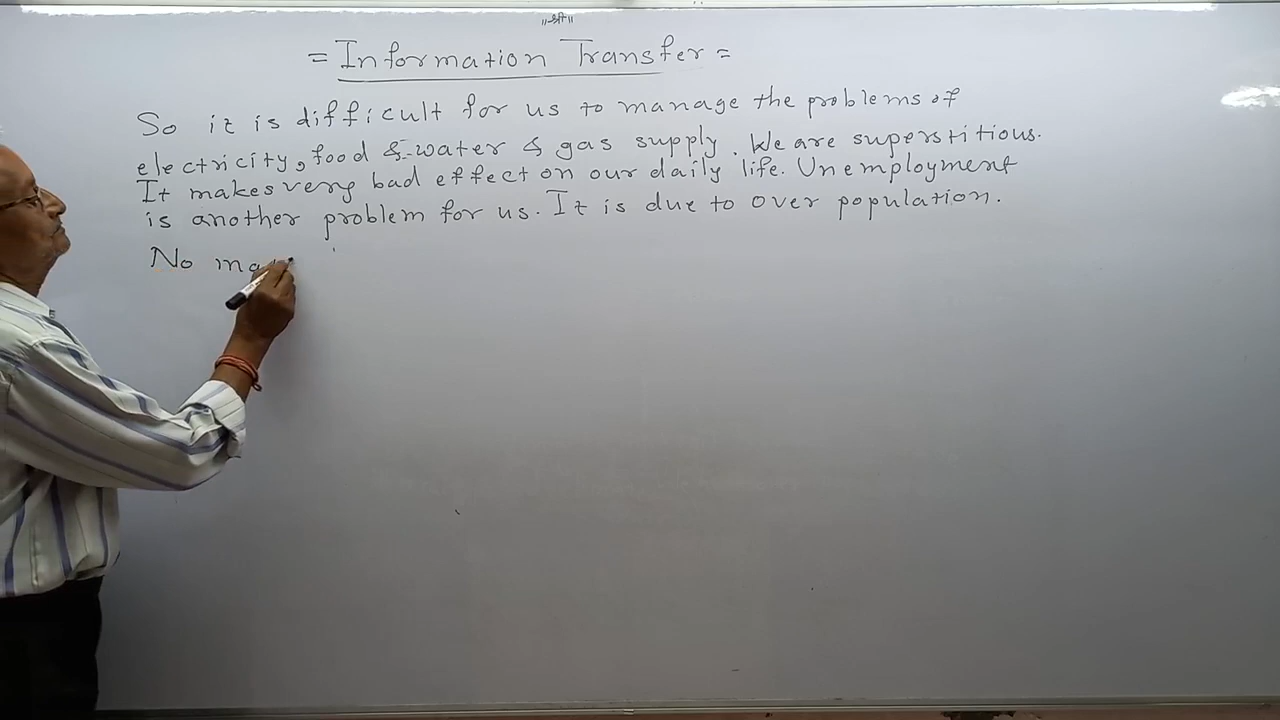 ॥श्री॥
= Information Transfer =
So it is difficult for us to manage the problems of
electricity, food & water & gas supply. We are superstitious.
It makes very bad effect on our daily life. Unemployment
is another problem for us. It is due to over population.
No